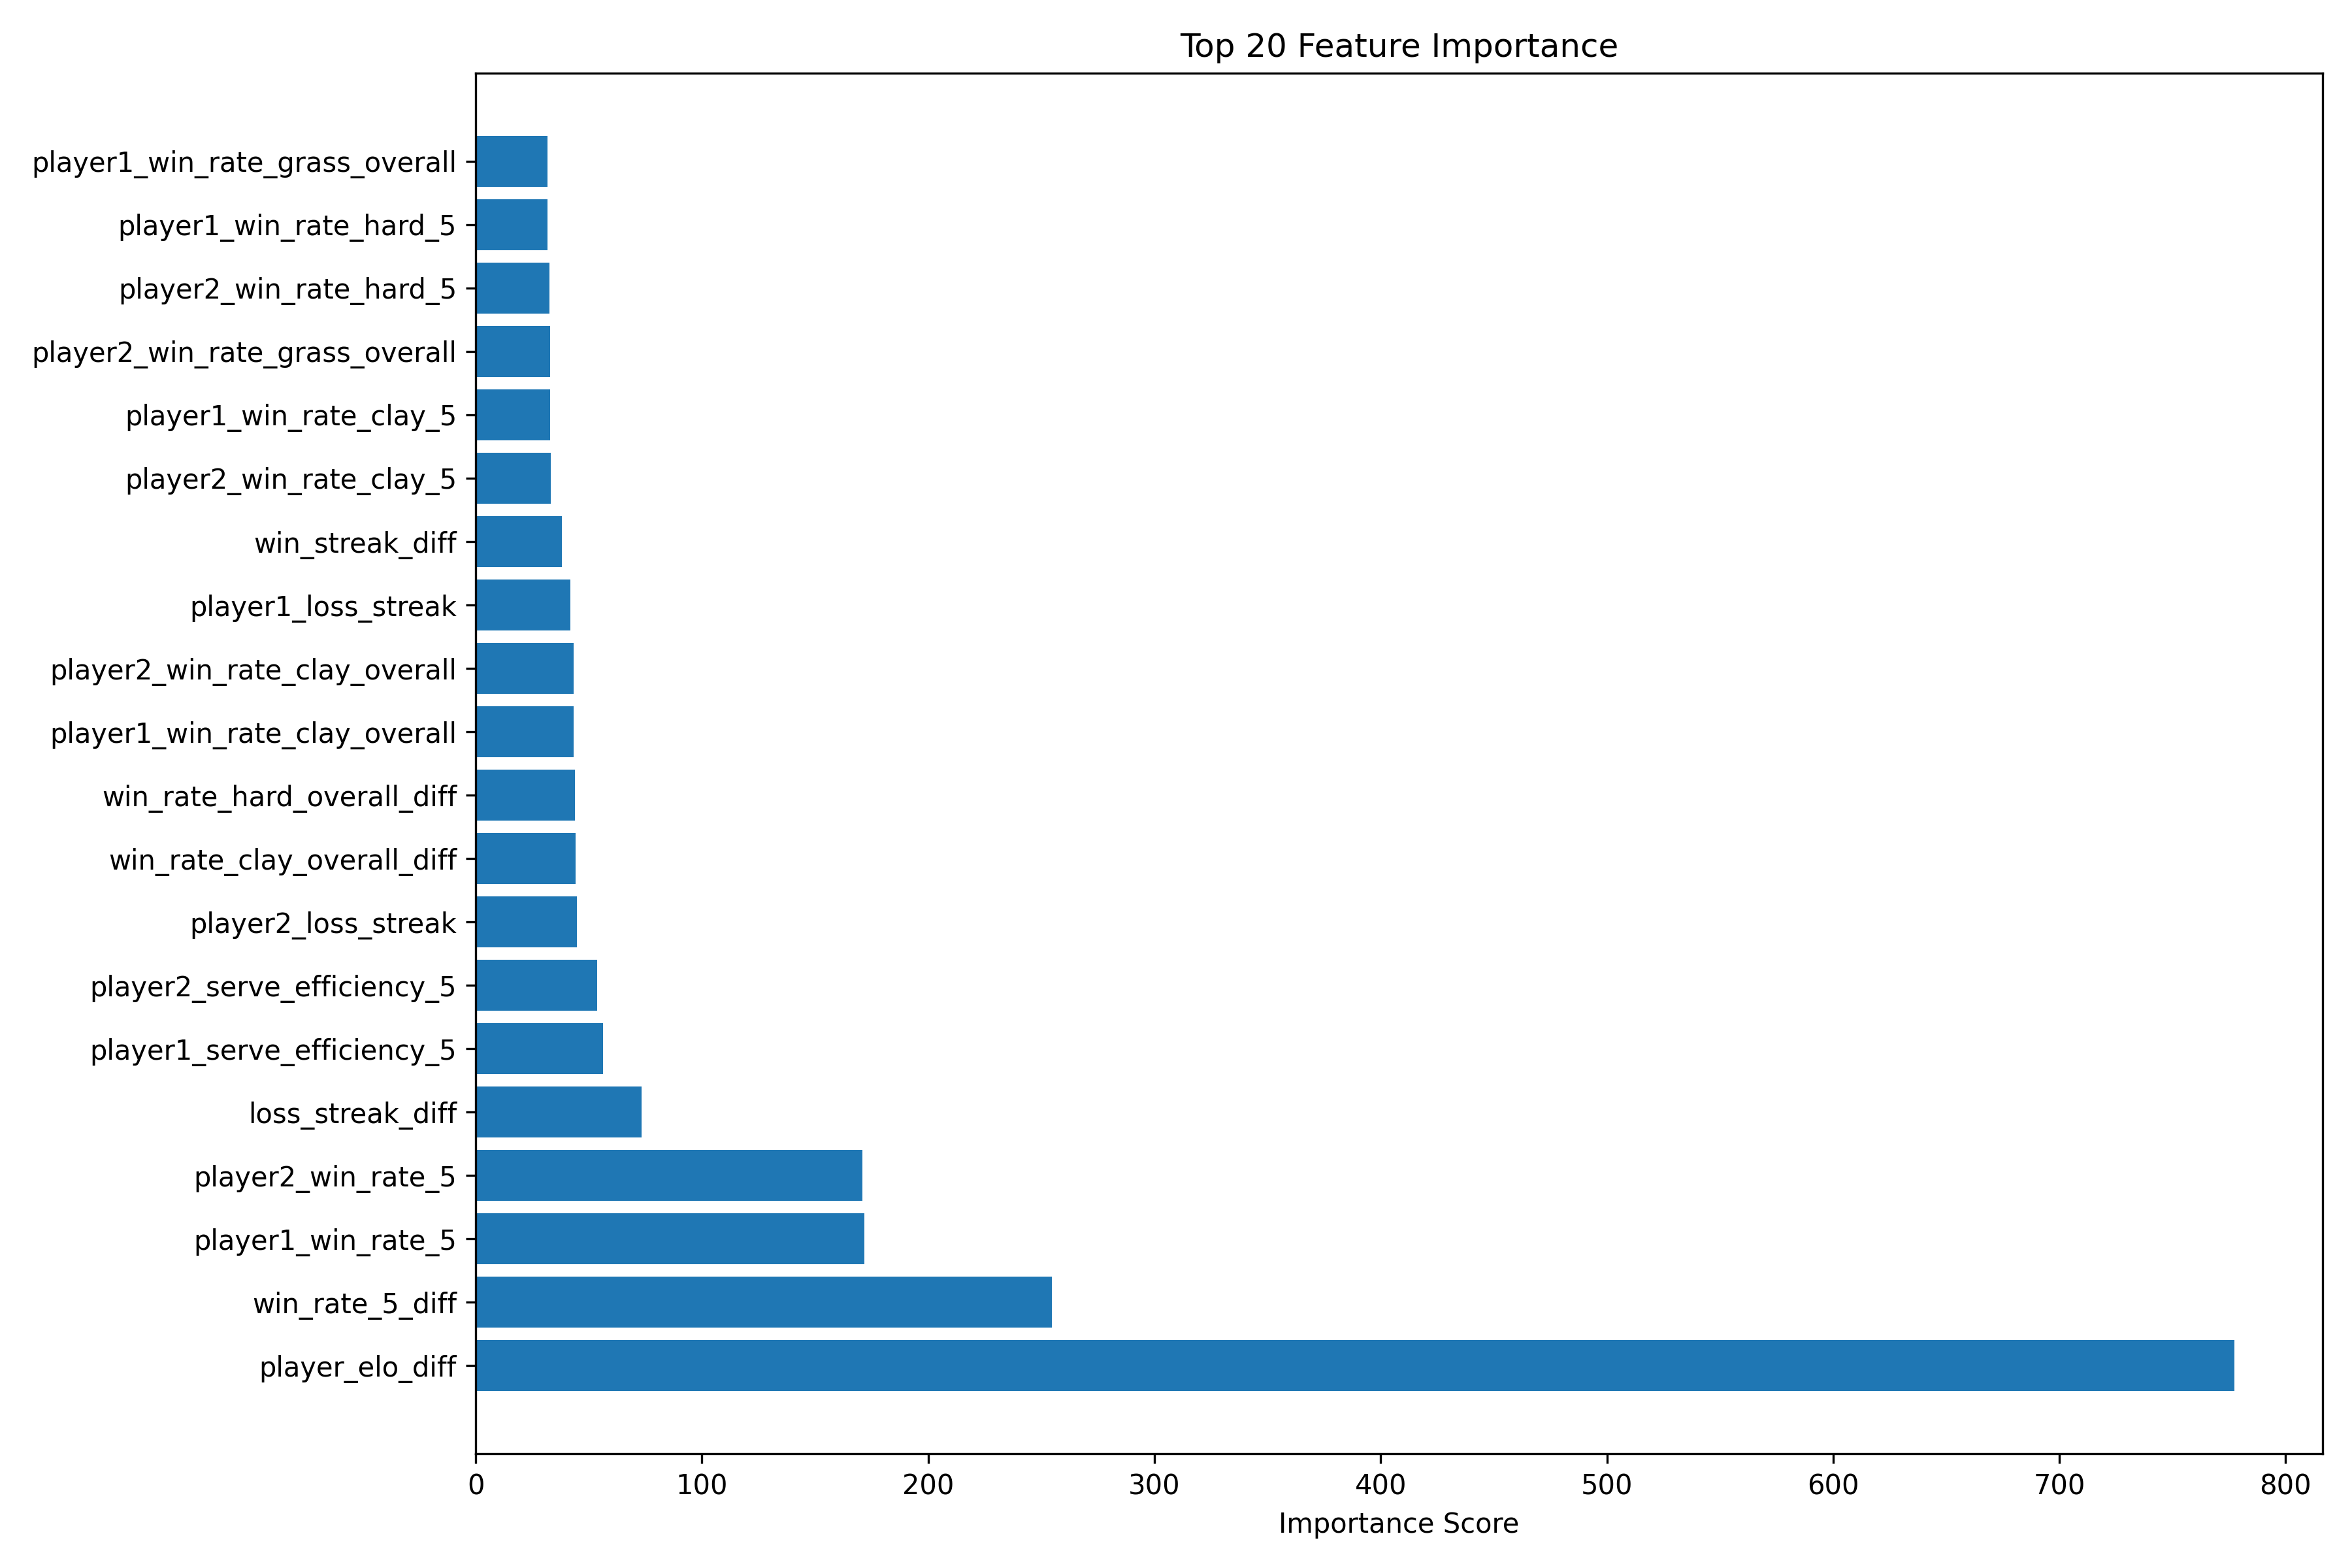 Top 20 Feature Importance
player1_win_rate_grass_overall
player1_win_rate_hard_5
player2_win_rate_hard_5
player2_win_rate_grass_overall
player1_win_rate_clay_5
player2_win_rate_clay_5
win_streak_diff
player1_loss_streak
player2_win_rate_clay_overall
player1_win_rate_clay_overall
win_rate_hard_overall_diff
win_rate_clay_overall_diff
player2_loss_streak
player2_serve_efficiency_5
player1_serve_efficiency_5
loss_streak_diff
player2_win_rate_5
player1_win_rate_5
win_rate_5_diff
player_elo_diff
0 100 200 300 400 500 600 700 800
Importance Score